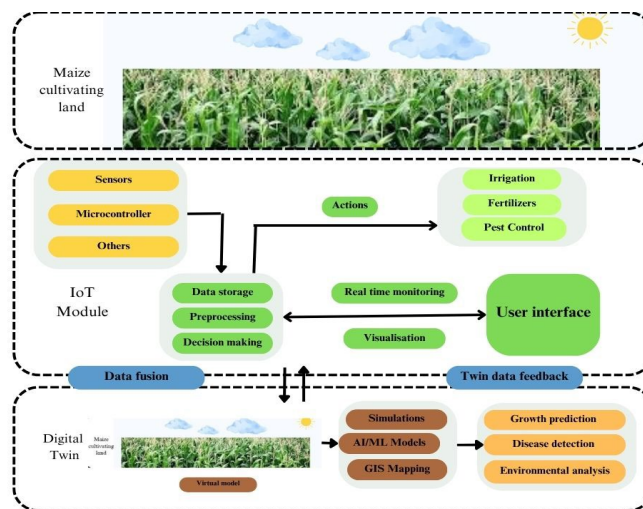 Maize
cultivating
land
Sensors
Microcontroller
Others
Actions
Irrigation
Fertilizers
Pest Control
IoT
Module
Data storage
Preprocessing
Decision making
Real time monitoring
Visualisation
User interface
Data fusion
Twin data feedback
Digital
Twin
Maize
cultivating
land
Virtual model
Simulations
AI/ML Models
GIS Mapping
Growth prediction
Disease detection
Environmental analysis